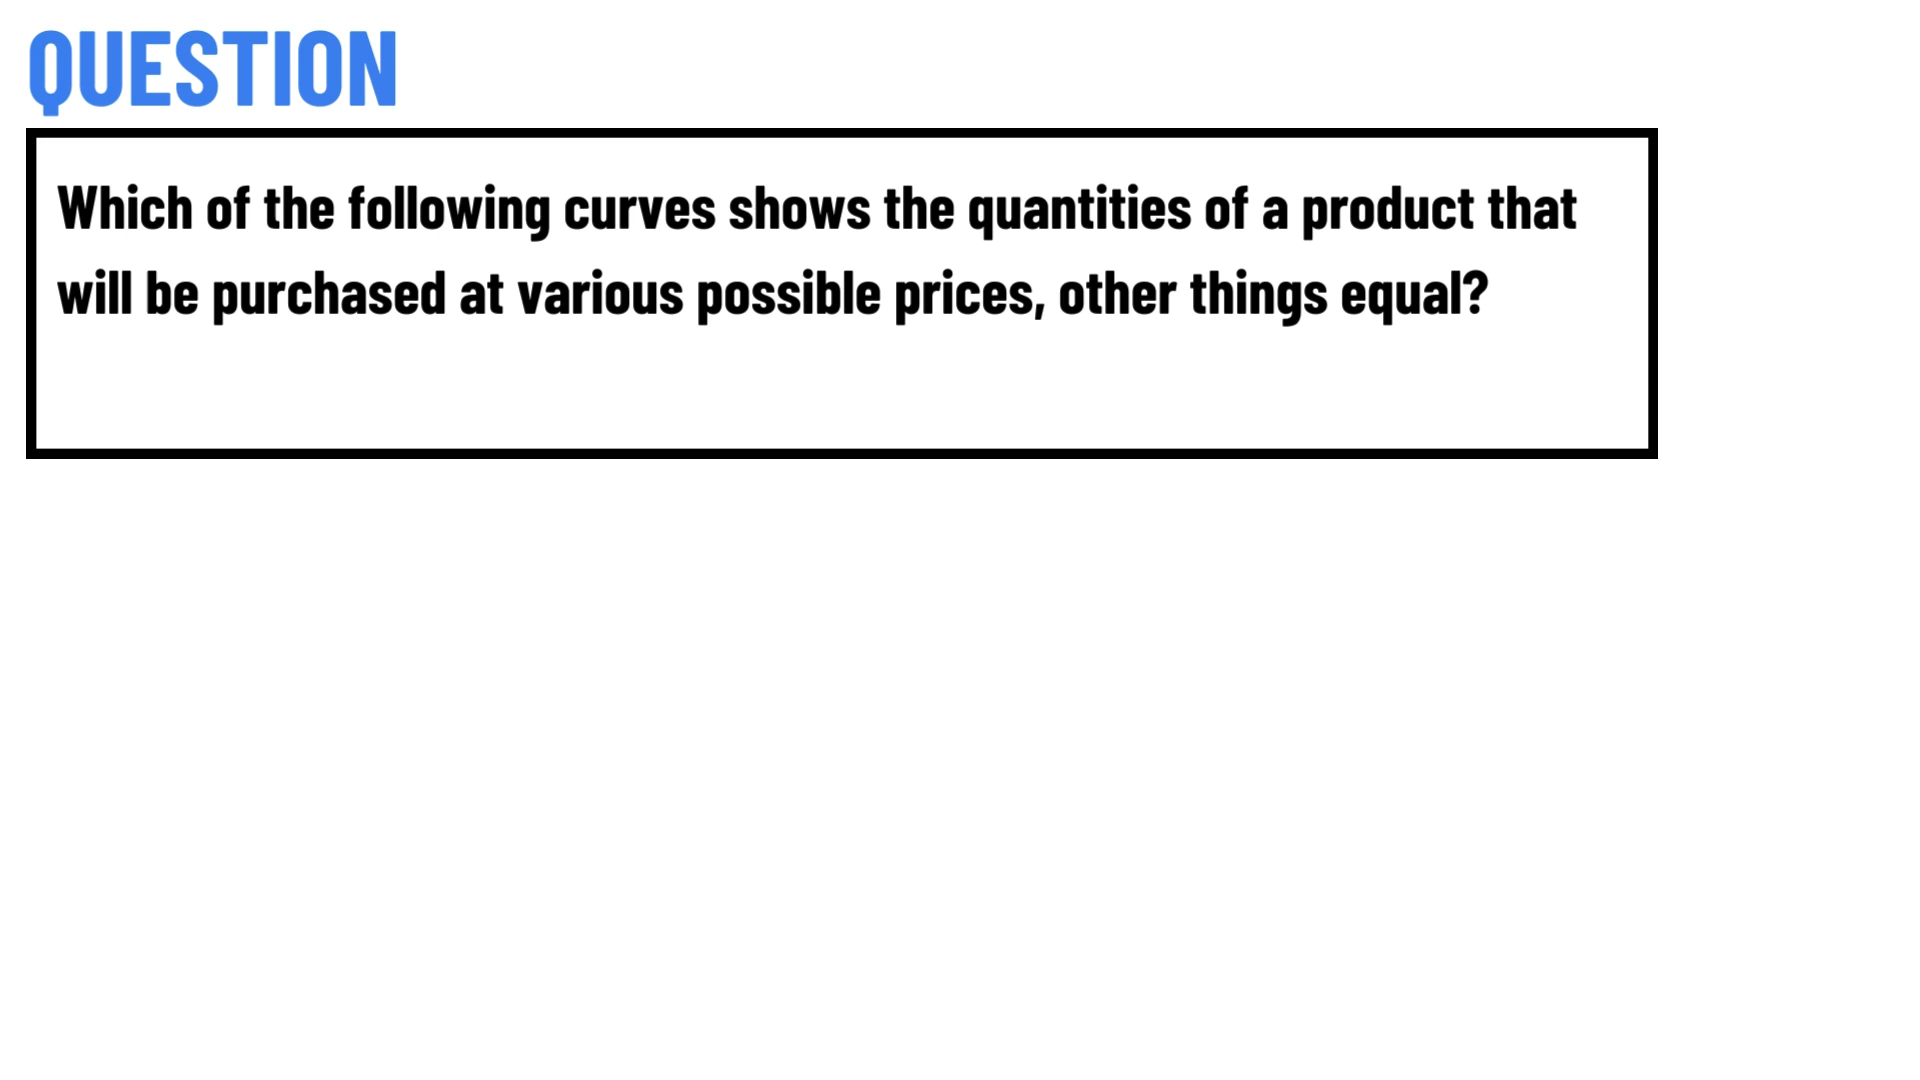 QUESTION
Which of the following curves shows the quantities of a product that
will be purchased at various possible prices, other things equal?